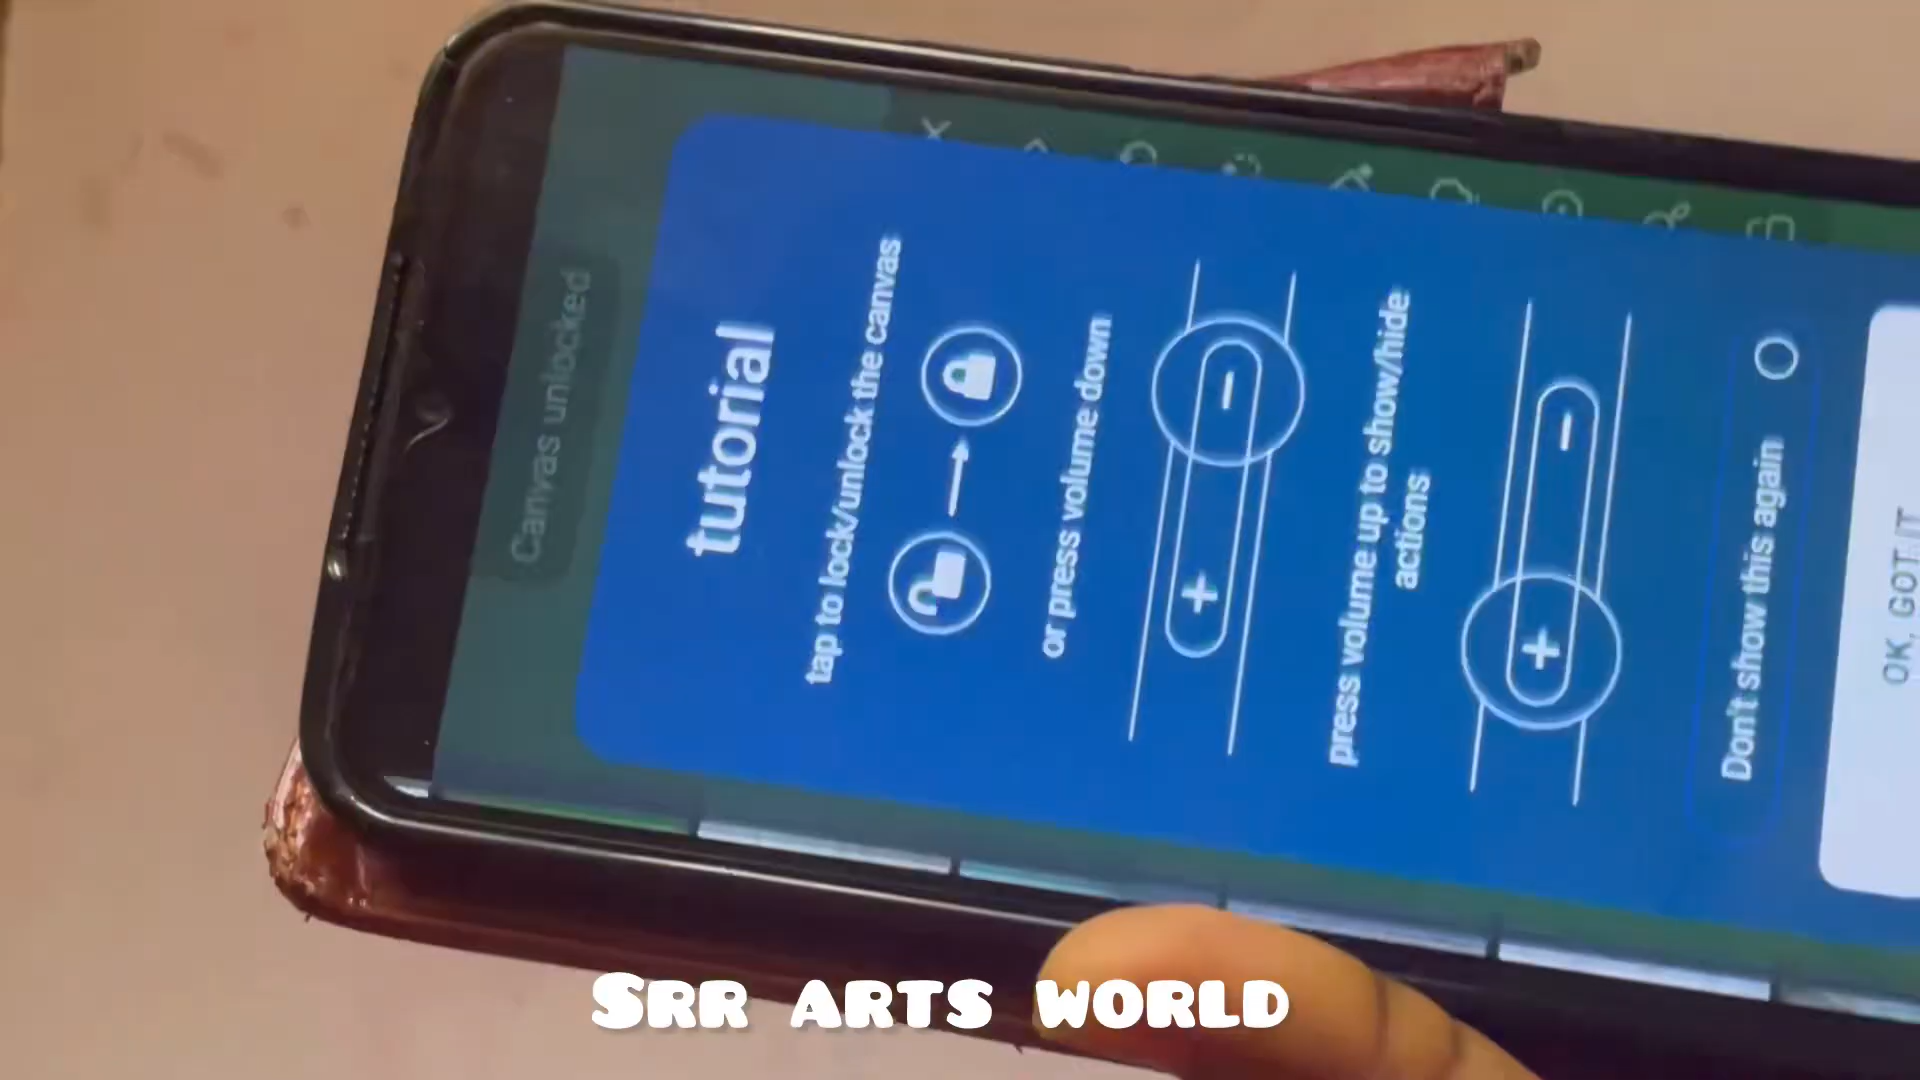 Canvas unlocked
tutorial
tap to lock/unlock the canvas
or press volume down
press volume up to show/hide
actions
Don't show this again
OK, GOT IT
SRR ARTS WORLD